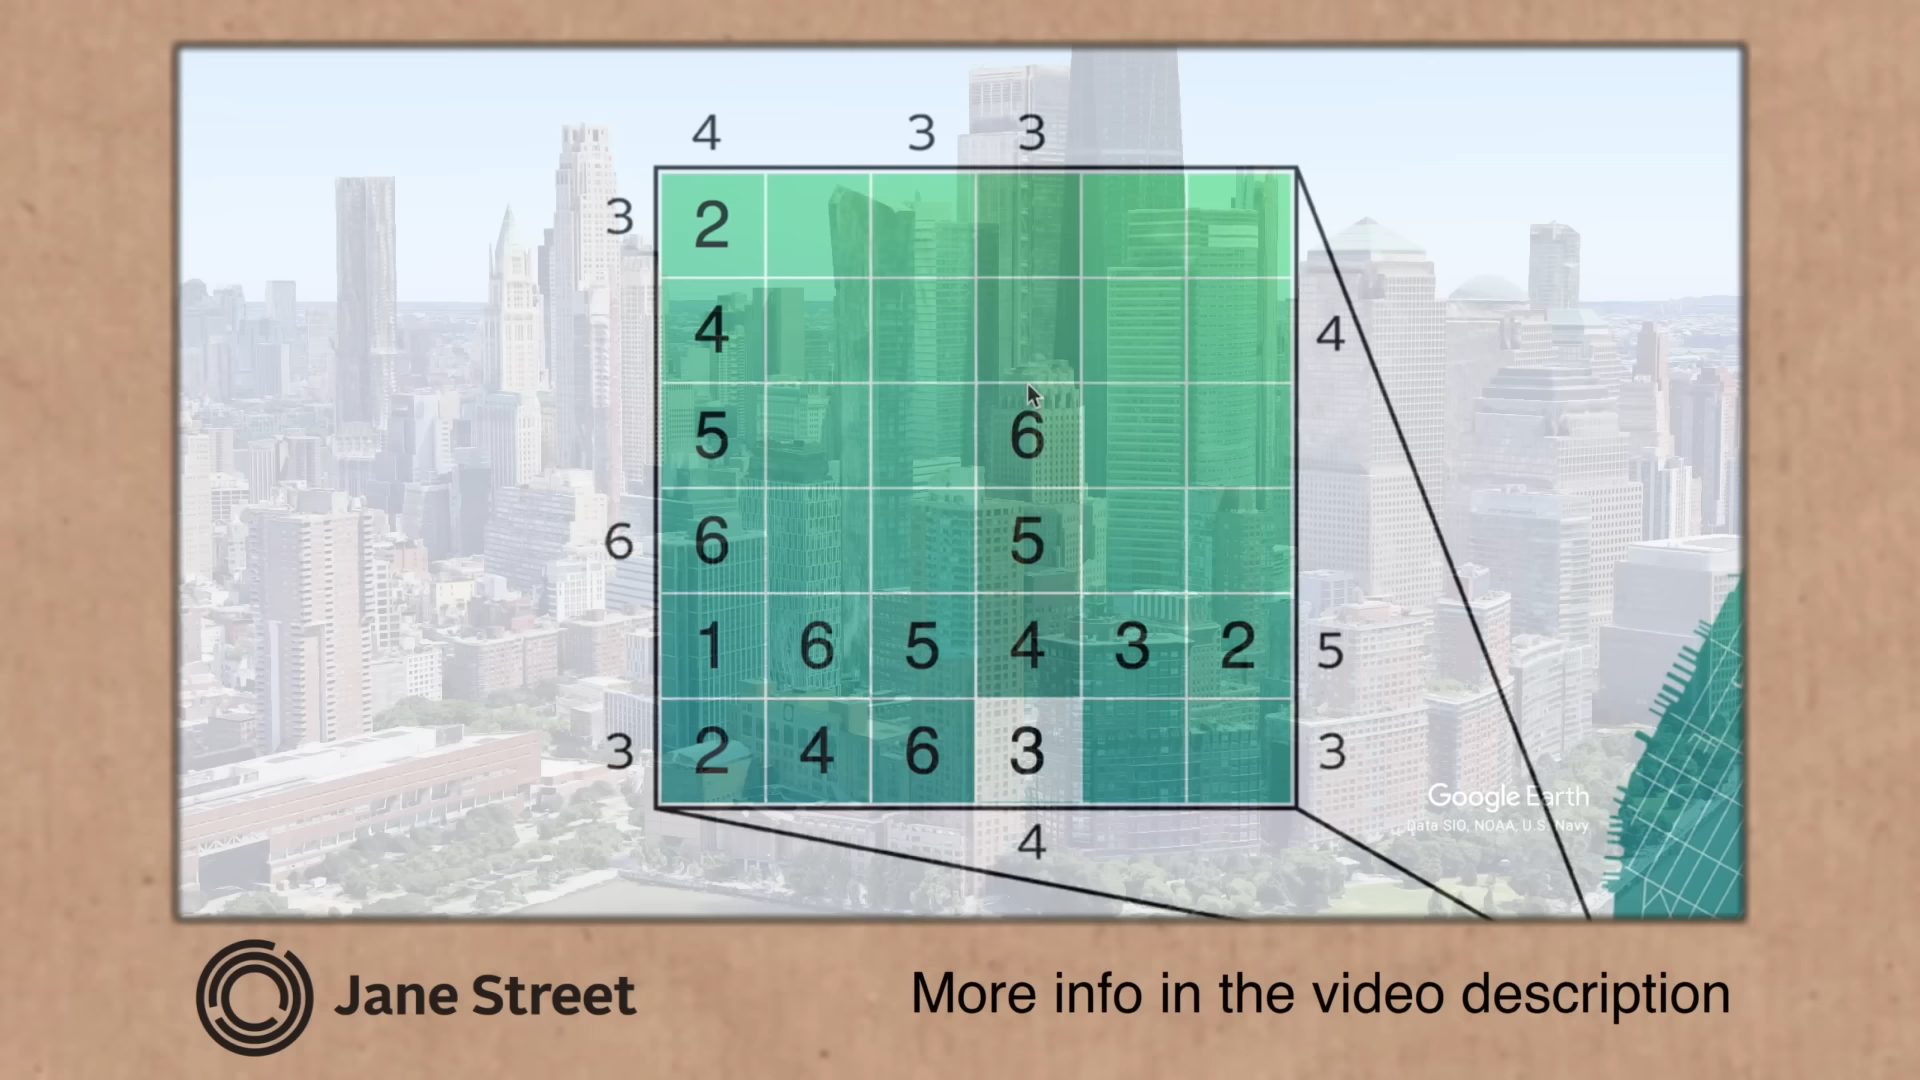 4 3 3
3 2
4 4
5 6
6 6 5
1 6 5 4 3 2 5
3 2 4 6 3 3
4
Google Earth
Data SIO, NOAA, U.S. Navy
Jane Street
More info in the video description